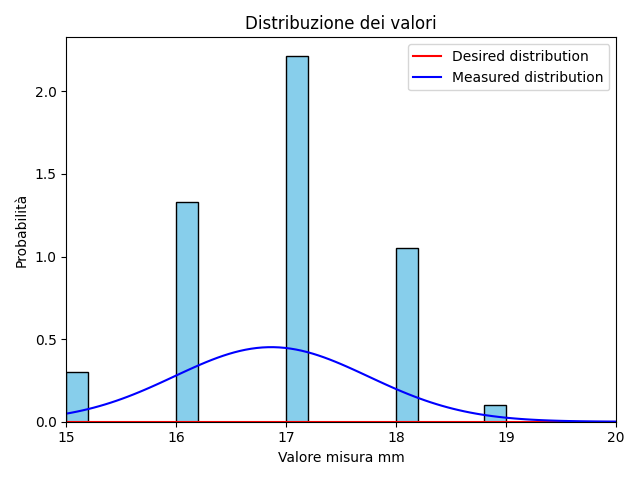 Distribuzione dei valori
Desired distribution
Measured distribution
Probabilità
2.0
1.5
1.0
0.5
0.0
15 16 17 18 19 20
Valore misura mm